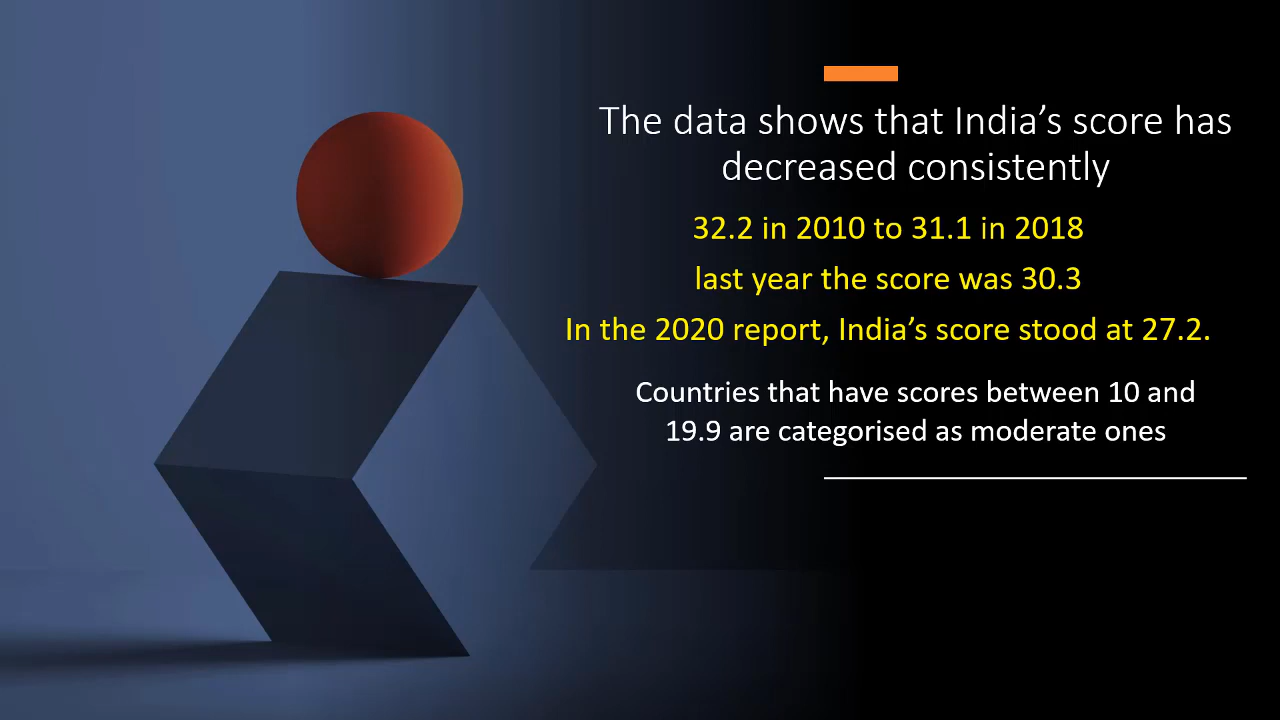 The data shows that India’s score has
decreased consistently
32.2 in 2010 to 31.1 in 2018
last year the score was 30.3
In the 2020 report, India’s score stood at 27.2.
Countries that have scores between 10 and
19.9 are categorised as moderate ones